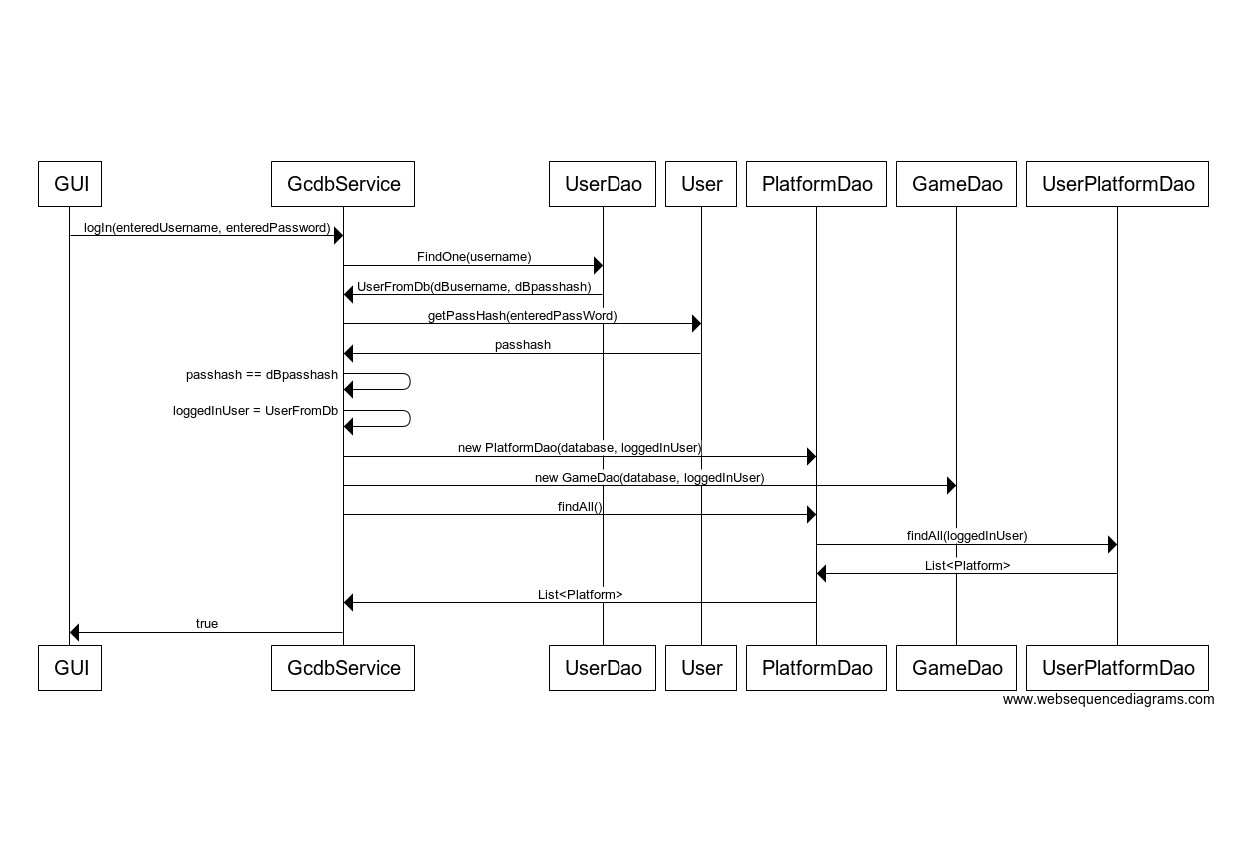 GUI GcdbService UserDao User PlatformDao GameDao UserPlatformDao
logIn(enteredUsername, enteredPassword)
FindOne(username)
UserFromDb(dBusername, dBpasshash)
getPassHash(enteredPassWord)
passhash
passhash == dBpasshash
loggedInUser = UserFromDb
new PlatformDao(database, loggedInUser)
new GameDao(database, loggedInUser)
findAll()
findAll(loggedInUser)
List<Platform>
List<Platform>
true
GUI GcdbService UserDao User PlatformDao GameDao UserPlatformDao
www.websequencediagrams.com